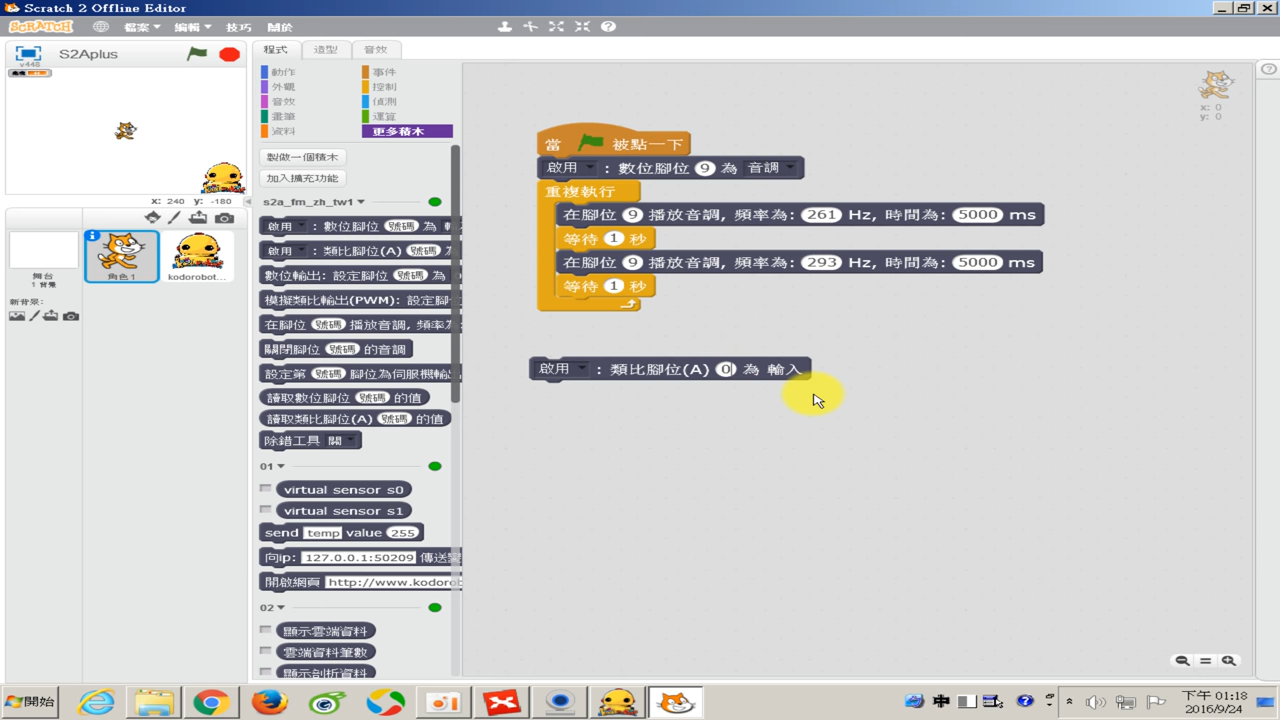 Scratch 2 Offline Editor
SCRATCH 檔案 編輯 技巧 關於
v448 S2Aplus
程式 造型 音效
動作 事件
外觀 控制
音效 偵測
畫筆 運算
資料 更多積木
製做一個積木
加入擴充功能
s2a_fm_zh_tw1
啟用 : 數位腳位 號碼 為
啟用 : 類比腳位(A) 號碼
數位輸出: 設定腳位 號碼 為
模擬類比輸出(PWM): 設定腳
在腳位 號碼 播放音調, 頻率為
關閉腳位 號碼 的音調
設定第 號碼 腳位為伺服機輸
讀取數位腳位 號碼 的值
讀取類比腳位(A) 號碼 的值
除錯工具 關
01
virtual sensor s0
virtual sensor s1
send temp value 255
向ip: 127.0.0.1:50209 傳送
開啟網頁 http://www.kodorob
02
顯示雲端資料
雲端資料筆數
顯示剖析資料
x: 240 y: -180
舞台
1 背景
新背景:
角色1
kodorobot...
當 被點一下
啟用 : 數位腳位 9 為 音調
重複執行
在腳位 9 播放音調, 頻率為: 261 Hz, 時間為: 5000 ms
等待 1 秒
在腳位 9 播放音調, 頻率為: 293 Hz, 時間為: 5000 ms
等待 1 秒
啟用 : 類比腳位(A) 0 為 輸入
x: 0
y: 0
開始
下午 01:18
2016/9/24